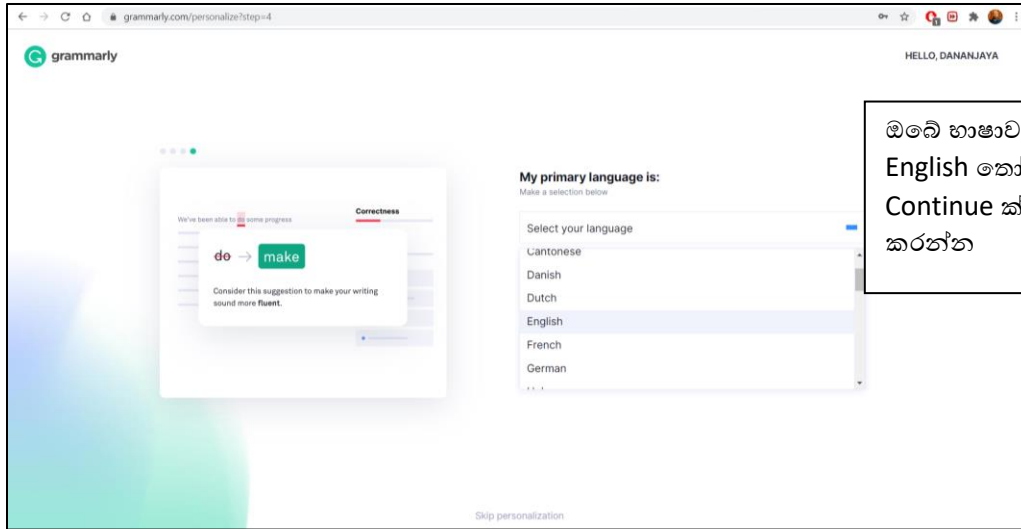 grammarly.com/personalize?step=4
grammarly
HELLO, DANANJAYA
ඔබේ භාෂාව
English
Continue
කරන්න
We've been able to do some progress
Correctness
do → make
Consider this suggestion to make your writing
sound more fluent.
My primary language is:
Make a selection below
Select your language
Cantonese
Danish
Dutch
English
French
German
Skip personalization